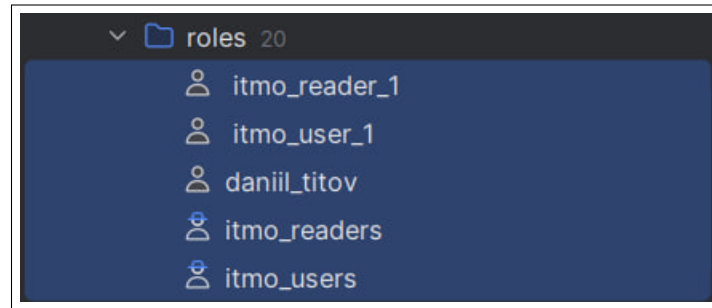 roles 20
itmo_reader_1
itmo_user_1
daniil_titov
itmo_readers
itmo_users